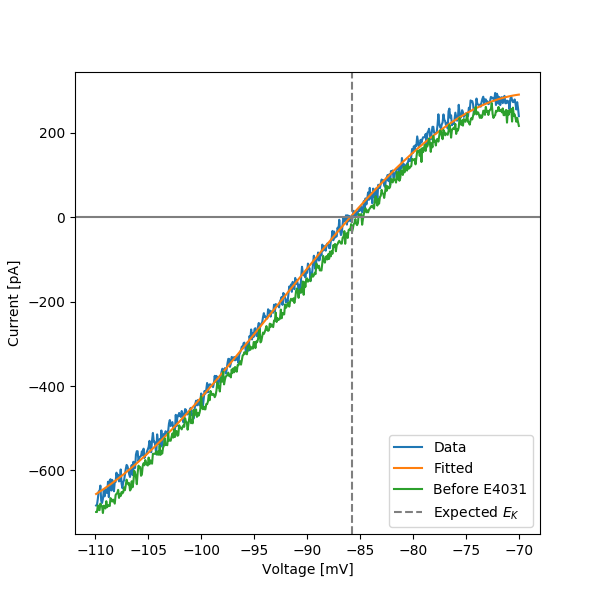 200
0
−200
−400
−600
Current [pA]
−110
−105
−100
−95
−90
−85
−80
−75
−70
Voltage [mV]
Data
Fitted
Before E4031
Expected E_K